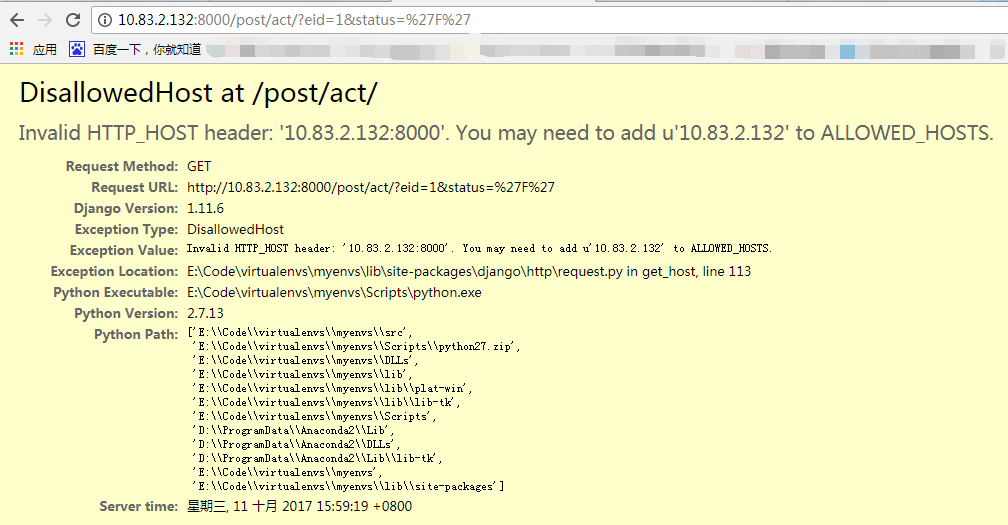 10.83.2.132:8000/post/act/?eid=1&status=%27F%27
应用 百度一下，你就知道
DisallowedHost at /post/act/
Invalid HTTP_HOST header: '10.83.2.132:8000'. You may need to add u'10.83.2.132' to ALLOWED_HOSTS.
Request Method: GET
Request URL: http://10.83.2.132:8000/post/act/?eid=1&status=%27F%27
Django Version: 1.11.6
Exception Type: DisallowedHost
Exception Value: Invalid HTTP_HOST header: '10.83.2.132:8000'. You may need to add u'10.83.2.132' to ALLOWED_HOSTS.
Exception Location: E:\Code\virtualenvs\myenvs\lib\site-packages\django\http\request.py in get_host, line 113
Python Executable: E:\Code\virtualenvs\myenvs\Scripts\python.exe
Python Version: 2.7.13
Python Path: ['E:\\Code\\virtualenvs\\myenvs\\src',
'E:\\Code\\virtualenvs\\myenvs\\Scripts\\python27.zip',
'E:\\Code\\virtualenvs\\myenvs\\DLLs',
'E:\\Code\\virtualenvs\\myenvs\\lib',
'E:\\Code\\virtualenvs\\myenvs\\lib\\plat-win',
'E:\\Code\\virtualenvs\\myenvs\\lib\\lib-tk',
'E:\\Code\\virtualenvs\\myenvs\\Scripts',
'D:\\ProgramData\\Anaconda2\\Lib',
'D:\\ProgramData\\Anaconda2\\DLLs',
'D:\\ProgramData\\Anaconda2\\Lib\\lib-tk',
'E:\\Code\\virtualenvs\\myenvs',
'E:\\Code\\virtualenvs\\myenvs\\lib\\site-packages']
Server time: 星期三, 11 十月 2017 15:59:19 +0800